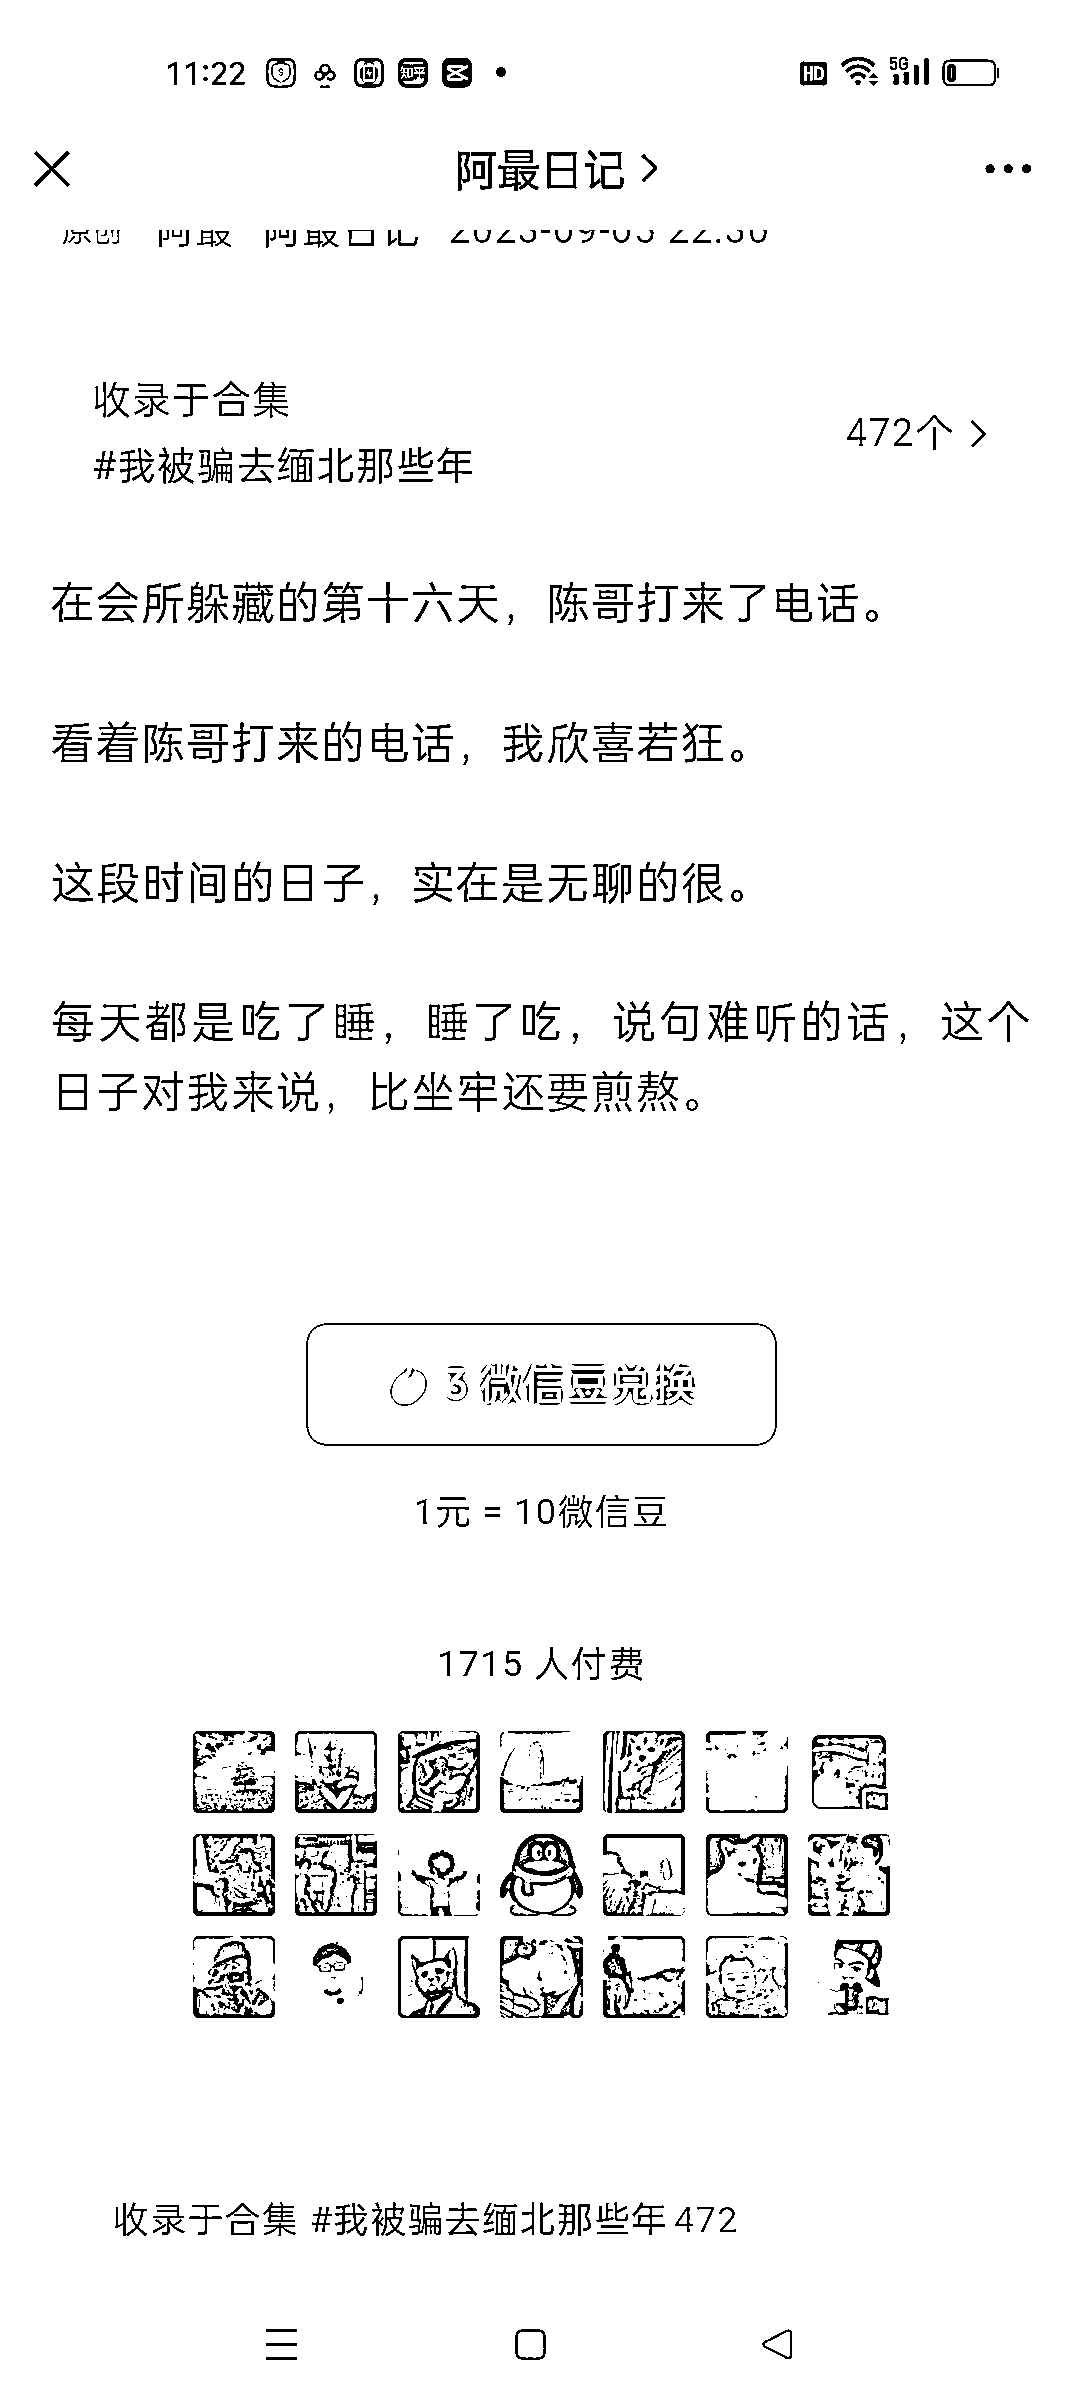 11:22 知乎 HD 5G
阿最日记
原创 阿最 阿最日记
收录于合集
#我被骗去缅北那些年
472个
在会所躲藏的第十六天，陈哥打来了电话。
看着陈哥打来的电话，我欣喜若狂。
这段时间的日子，实在是无聊的很。
每天都是吃了睡，睡了吃，说句难听的话，这个
日子对我来说，比坐牢还要煎熬。
3 微信豆兑换
1元 = 10微信豆
1715 人付费
收录于合集 #我被骗去缅北那些年 472